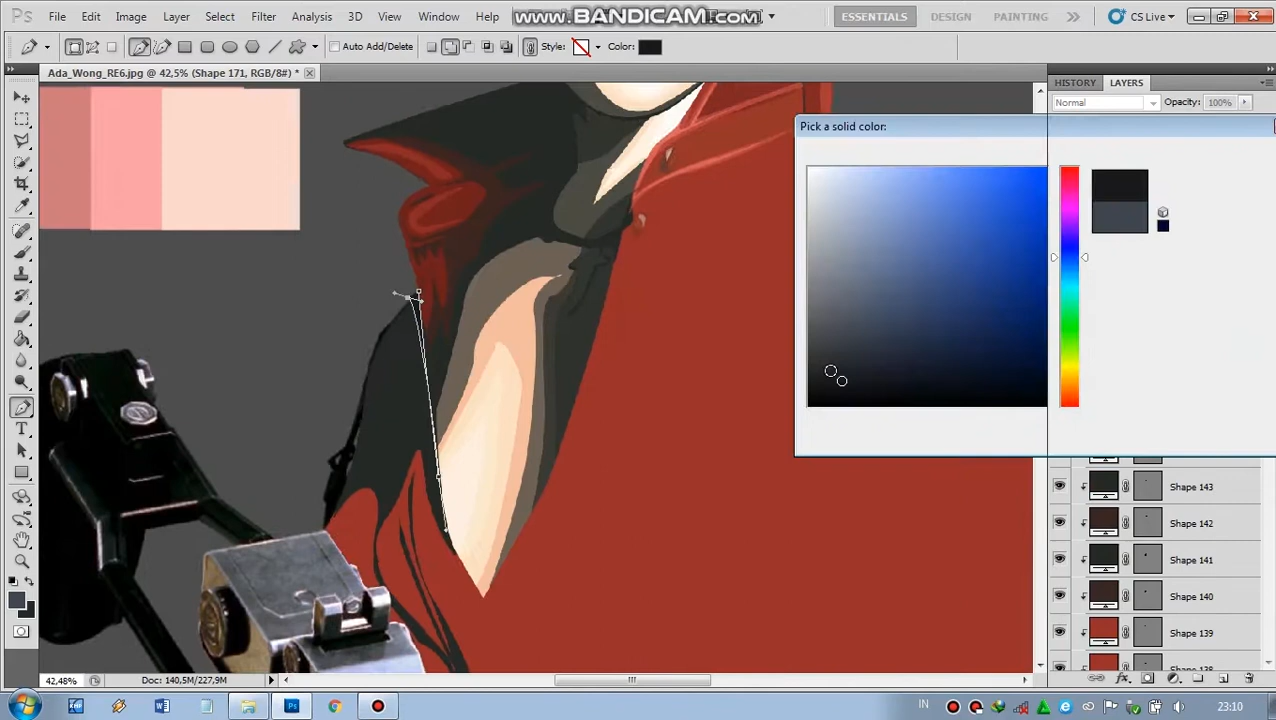 Ps File Edit Image Layer Select Filter Analysis 3D View Window Help
www.BANDICAM.com
ESSENTIALS DESIGN PAINTING CS Live
Auto Add/Delete Style: Color:
Ada_Wong_RE6.jpg @ 42,5% (Shape 171, RGB/8#) *
HISTORY LAYERS
Normal Opacity: 100%
Pick a solid color:
Shape 143
Shape 142
Shape 141
Shape 140
Shape 139
Shape 138
42,48% Doc: 140,5M/227,9M
IN 23:10